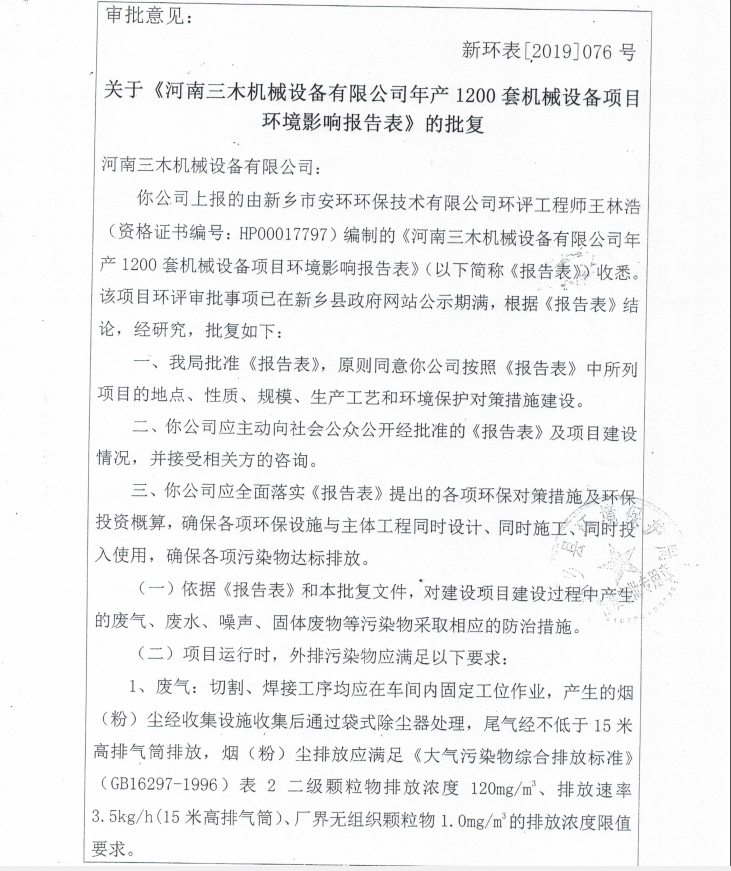 审批意见：
新环表[2019]076 号
关于《河南三木机械设备有限公司年产 1200 套机械设备项目
环境影响报告表》的批复
河南三木机械设备有限公司：
你公司上报的由新乡市安环环保技术有限公司环评工程师王林浩
（资格证书编号：HP00017797）编制的《河南三木机械设备有限公司年
产 1200 套机械设备项目环境影响报告表》（以下简称《报告表》）收悉。
该项目环评审批事项已在新乡县政府网站公示期满，根据《报告表》结
论，经研究，批复如下：
一、我局批准《报告表》，原则同意你公司按照《报告表》中所列
项目的地点、性质、规模、生产工艺和环境保护对策措施建设。
二、你公司应主动向社会公众公开经批准的《报告表》及项目建设
情况，并接受相关方的咨询。
三、你公司应全面落实《报告表》提出的各项环保对策措施及环保
投资概算，确保各项环保设施与主体工程同时设计、同时施工、同时投
入使用，确保各项污染物达标排放。
（一）依据《报告表》和本批复文件，对建设项目建设过程中产生
的废气、废水、噪声、固体废物等污染物采取相应的防治措施。
（二）项目运行时，外排污染物应满足以下要求：
1、废气：切割、焊接工序均应在车间内固定工位作业，产生的烟
（粉）尘经收集设施收集后通过袋式除尘器处理，尾气经不低于 15 米
高排气筒排放，烟（粉）尘排放应满足《大气污染物综合排放标准》
（GB16297-1996）表 2 二级颗粒物排放浓度 120mg/m³、排放速率
3.5kg/h(15 米高排气筒)、厂界无组织颗粒物 1.0mg/m³的排放浓度限值
要求。